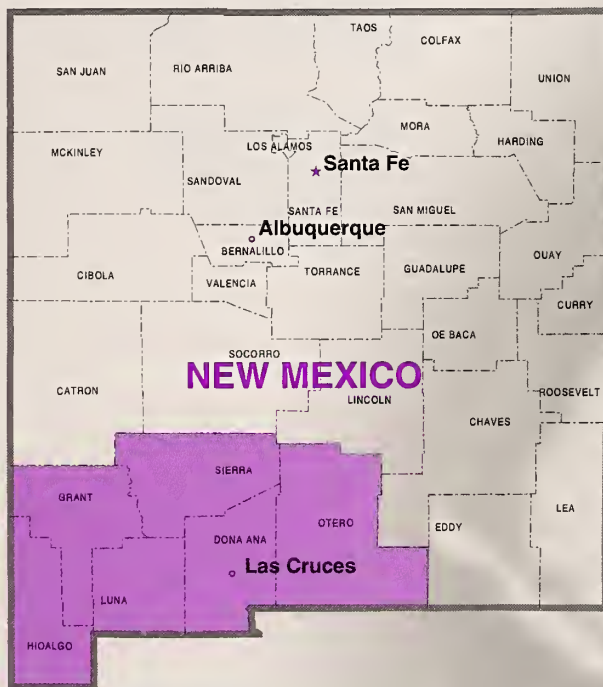 TAOS
COLFAX
SAN JUAN
RIO ARRIBA
UNION
MORA
HARDING
LOS ALAMOS
MCKINLEY
Santa Fe
SANDOVAL
SANTA FE
SAN MIGUEL
Albuquerque
BERNALILLO
QUAY
CIBOLA
TORRANCE
GUADALUPE
VALENCIA
CURRY
DE BACA
SOCORRO
NEW MEXICO
CATRON
LINCOLN
ROOSEVELT
CHAVES
SIERRA
GRANT
LEA
OTERO
EDDY
DONA ANA
Las Cruces
LUNA
HIDALGO